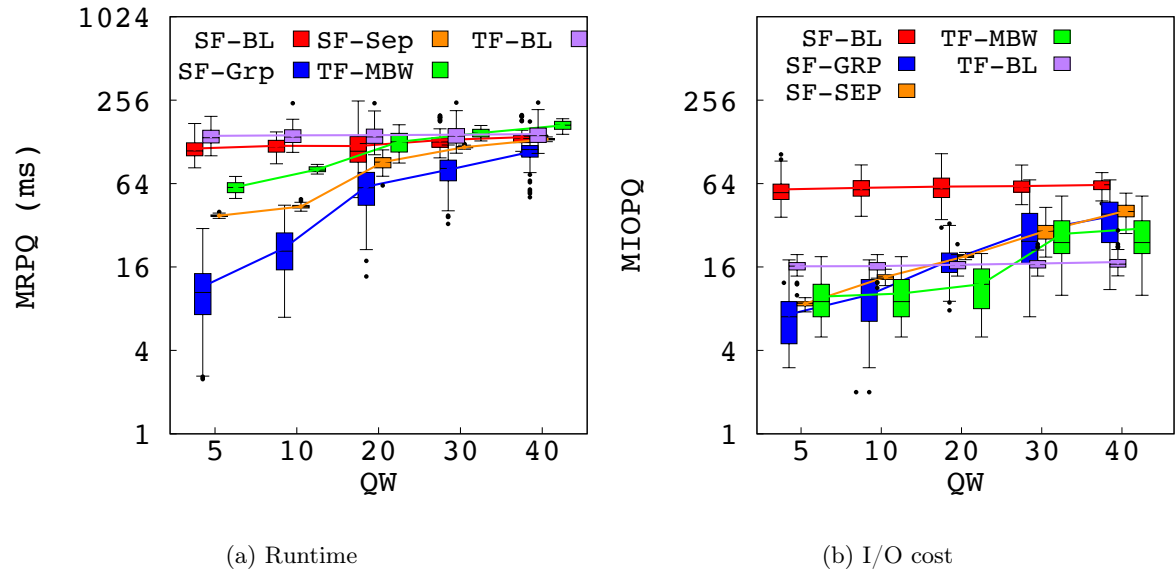 MRPQ (ms)
1024
256
64
16
4
1
SF-BL SF-Sep TF-BL
SF-Grp TF-MBW
5 10 20 30 40
QW
(a) Runtime
MIOPQ
1024
256
64
16
4
1
SF-BL TF-MBW
SF-GRP TF-BL
SF-SEP
5 10 20 30 40
QW
(b) I/O cost